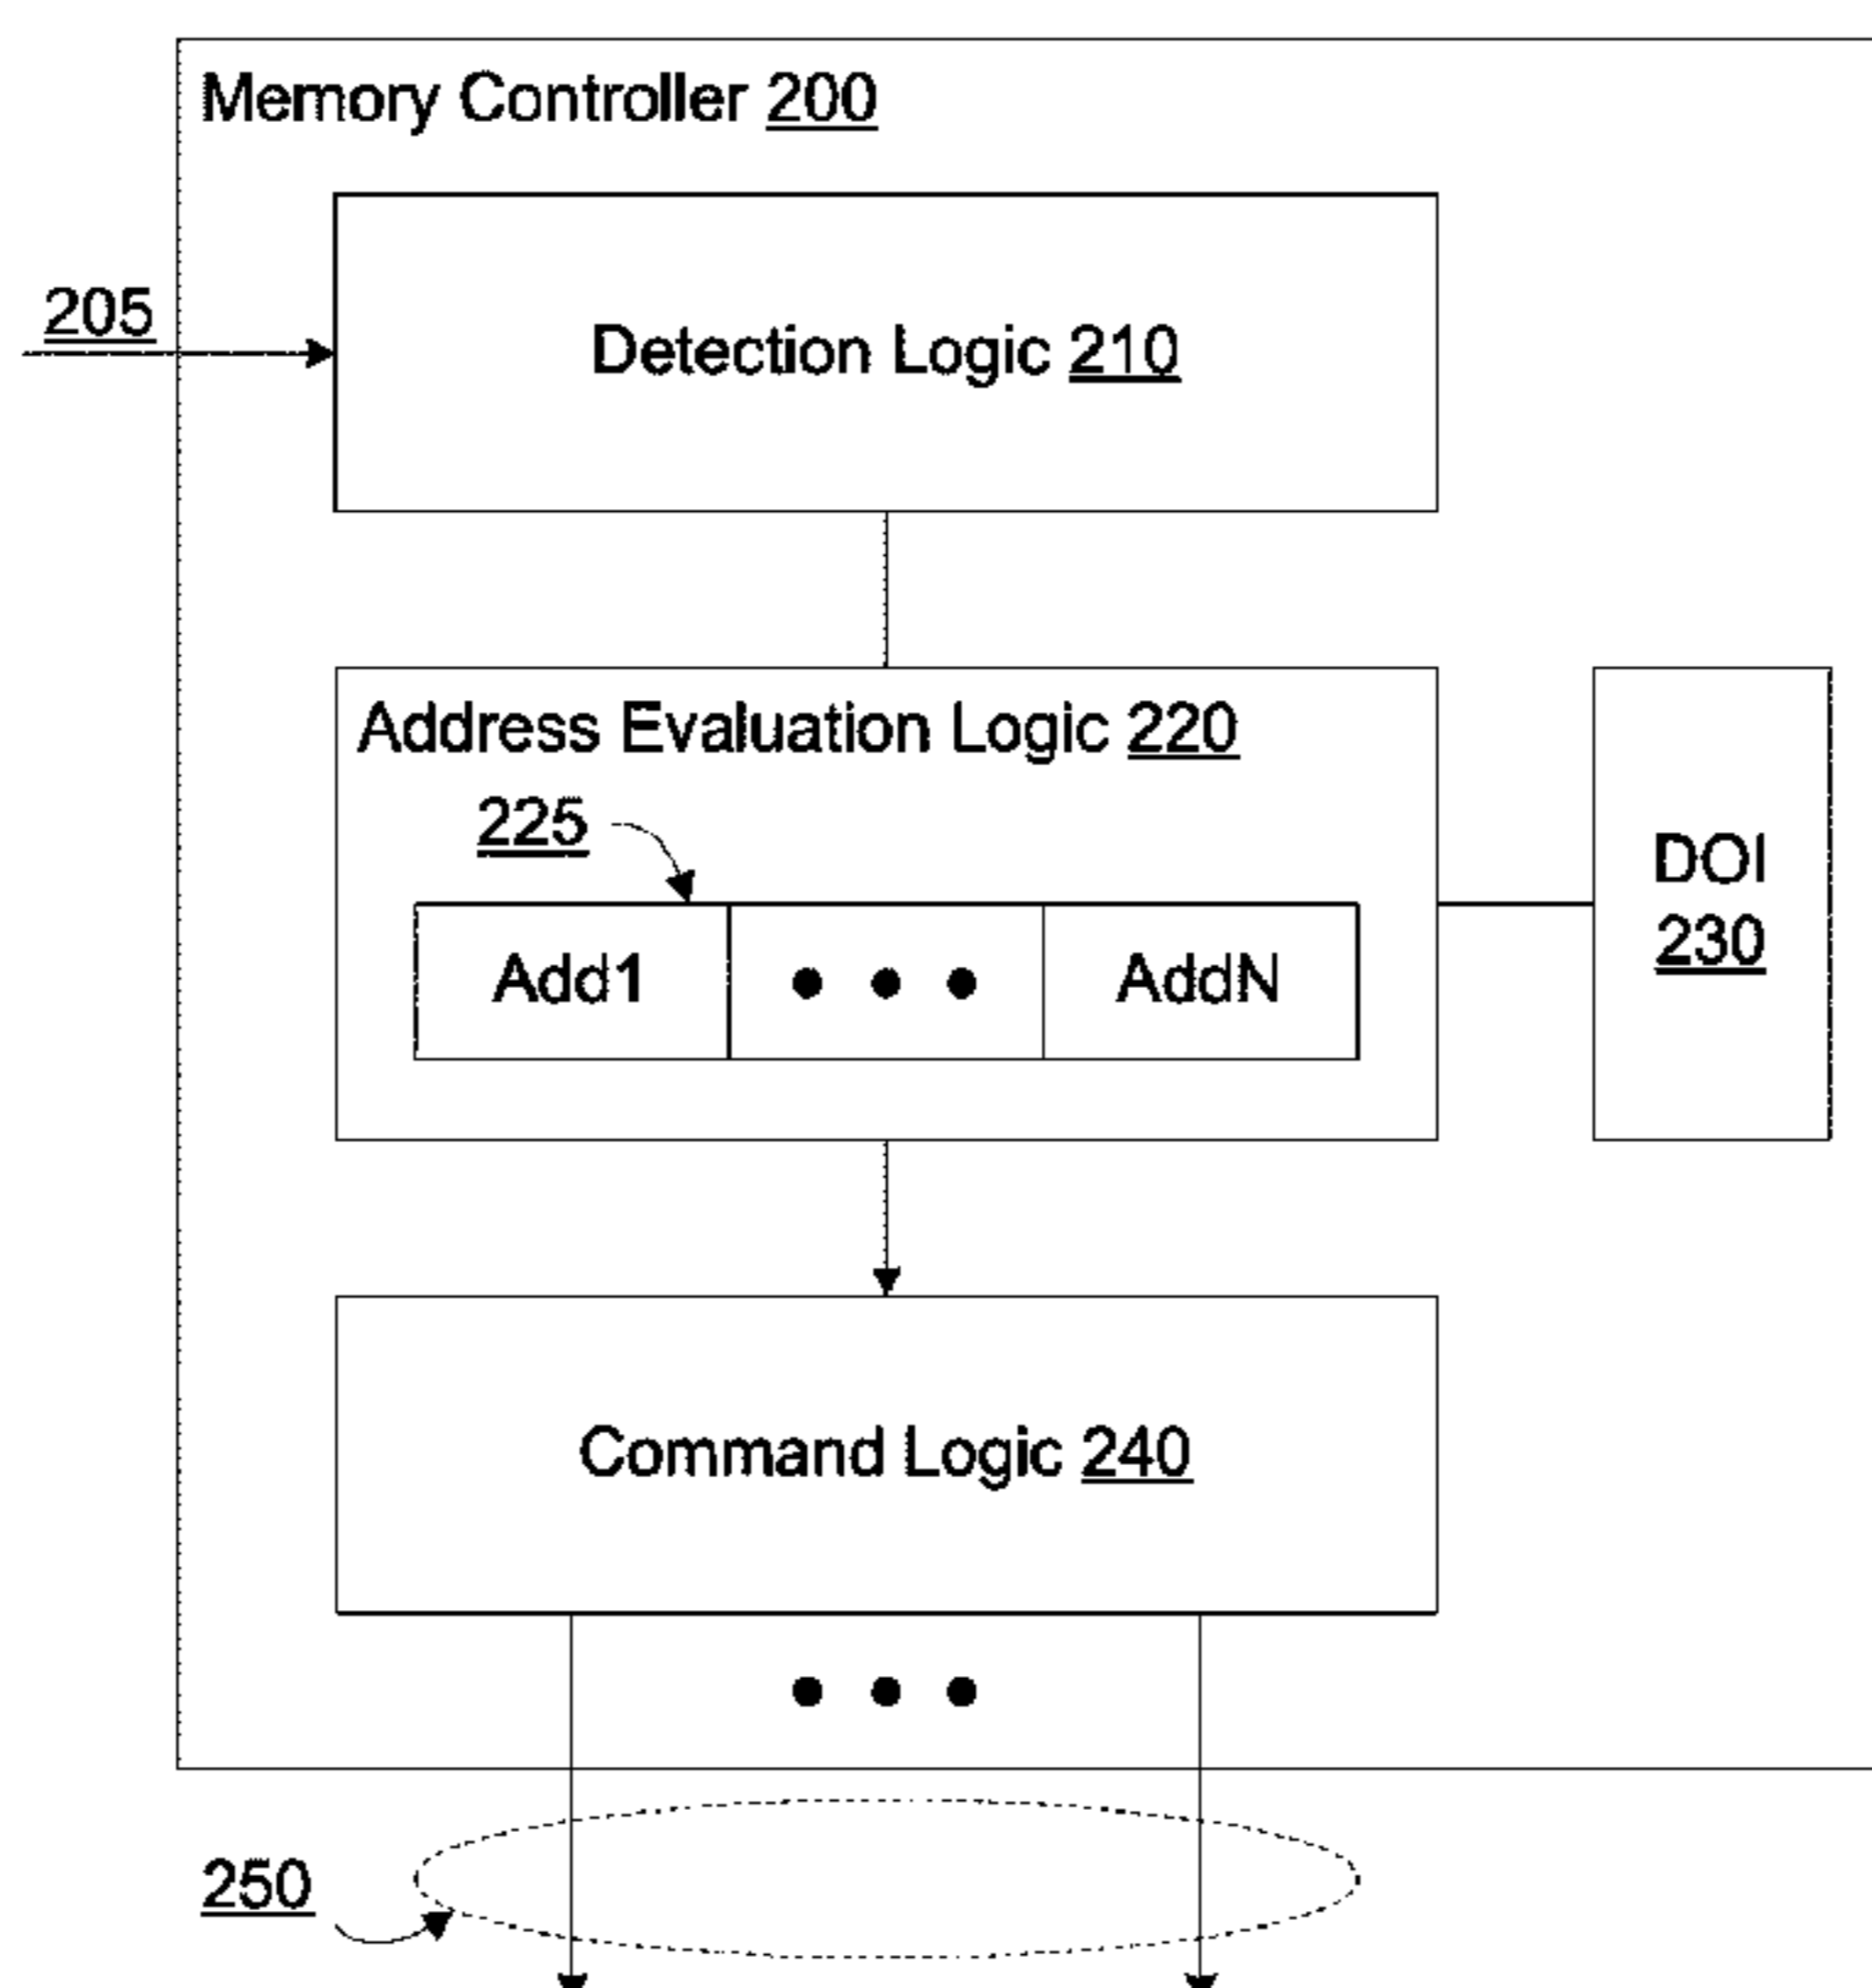 Memory Controller 200
205
Detection Logic 210
Address Evaluation Logic 220
225
Add1 ● ● ● AddN
DOI
230
Command Logic 240
● ● ●
250